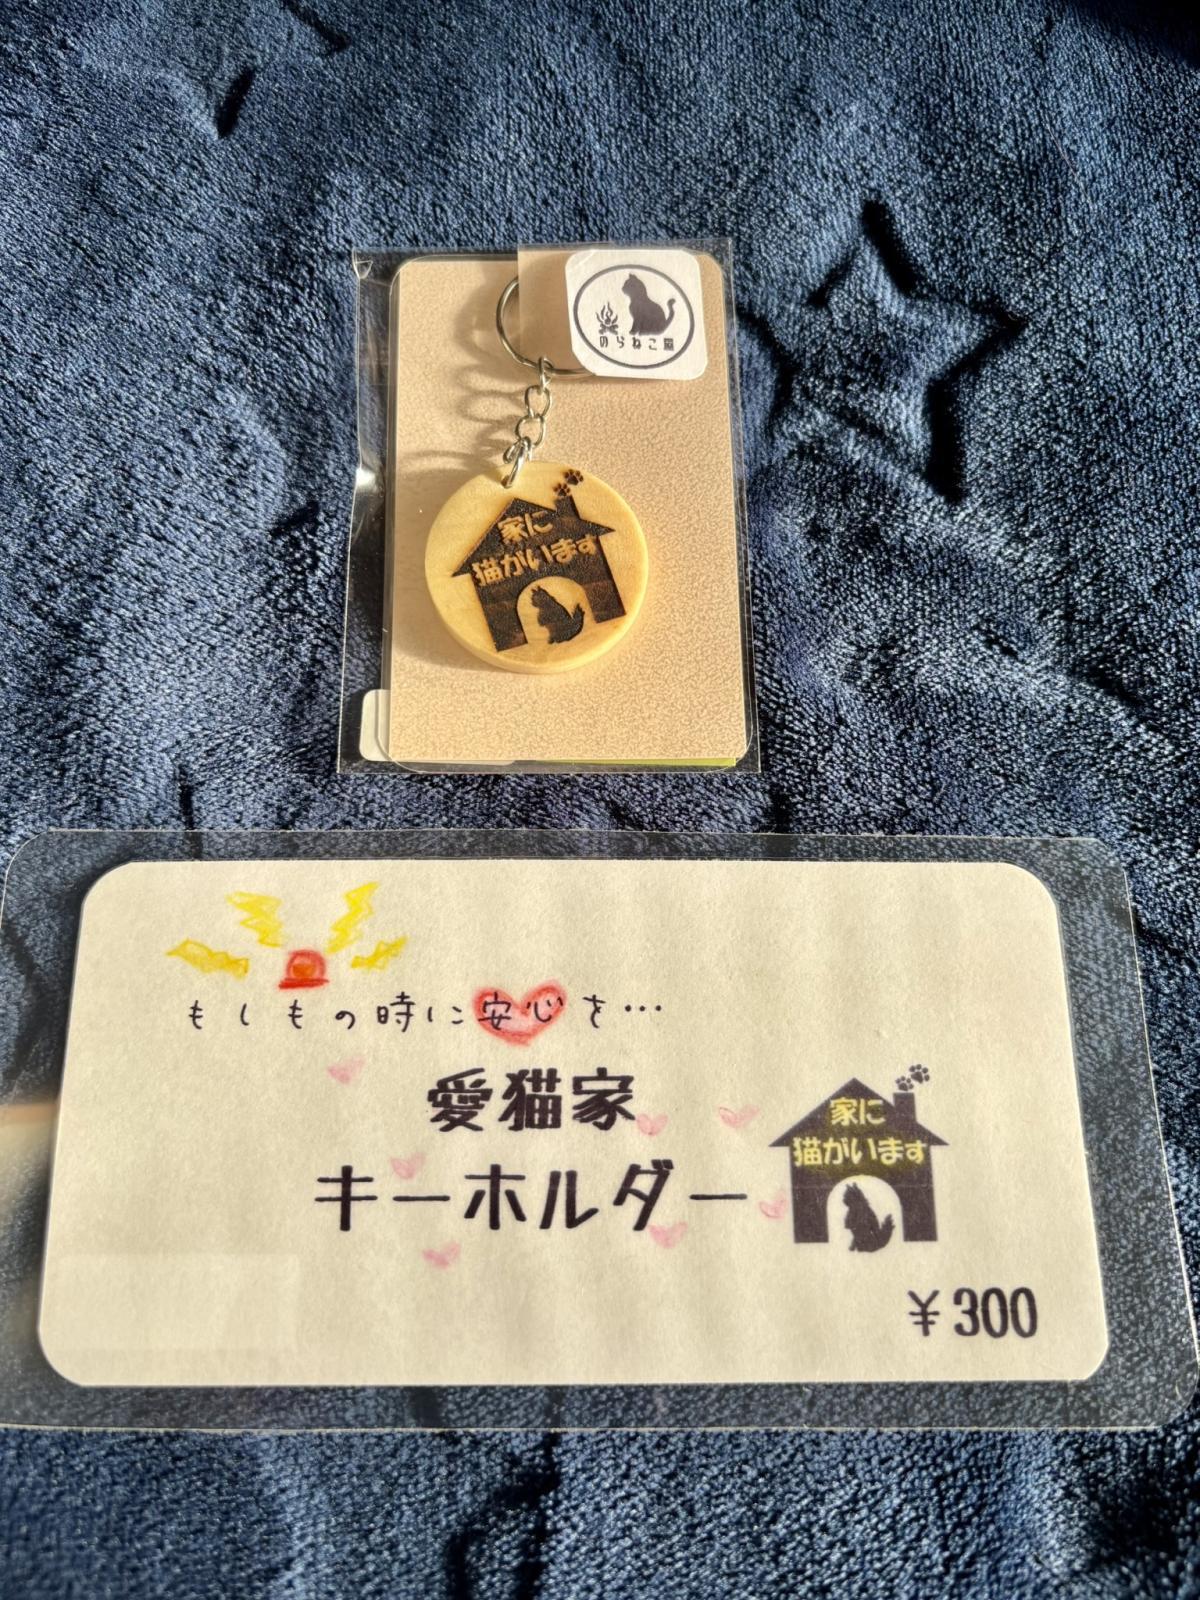 のらねこ屋
家に
猫がいます
もしもの時に安心を…
愛猫家
キーホルダー
家に
猫がいます
¥300